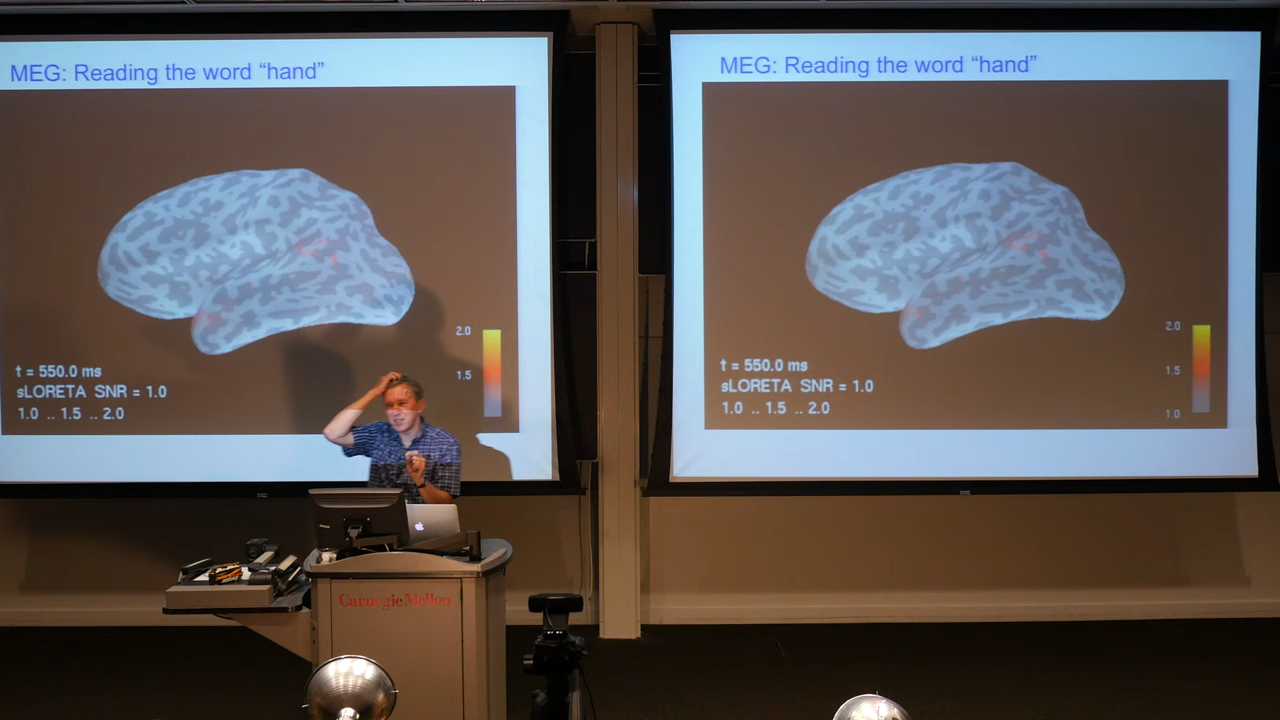 MEG: Reading the word “hand”
2.0
1.5
t = 550.0 ms
sLORETA SNR = 1.0
1.0 .. 1.5 .. 2.0
MEG: Reading the word “hand”
2.0
1.5
1.0
t = 550.0 ms
sLORETA SNR = 1.0
1.0 .. 1.5 .. 2.0
Carnegie Mellon